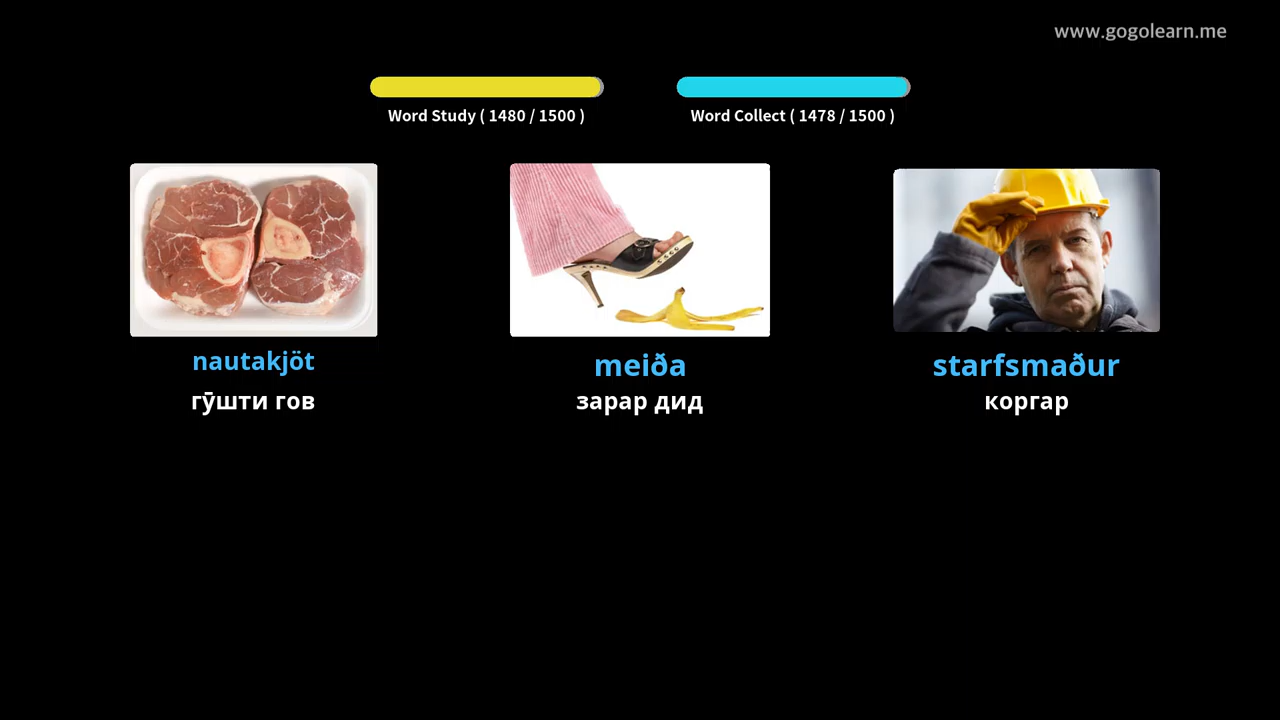 www.gogolearn.me
Word Study ( 1480 / 1500 )
Word Collect ( 1478 / 1500 )
nautakjöt
meiða
starfsmaður
гӯшти гов
зарар дид
коргар